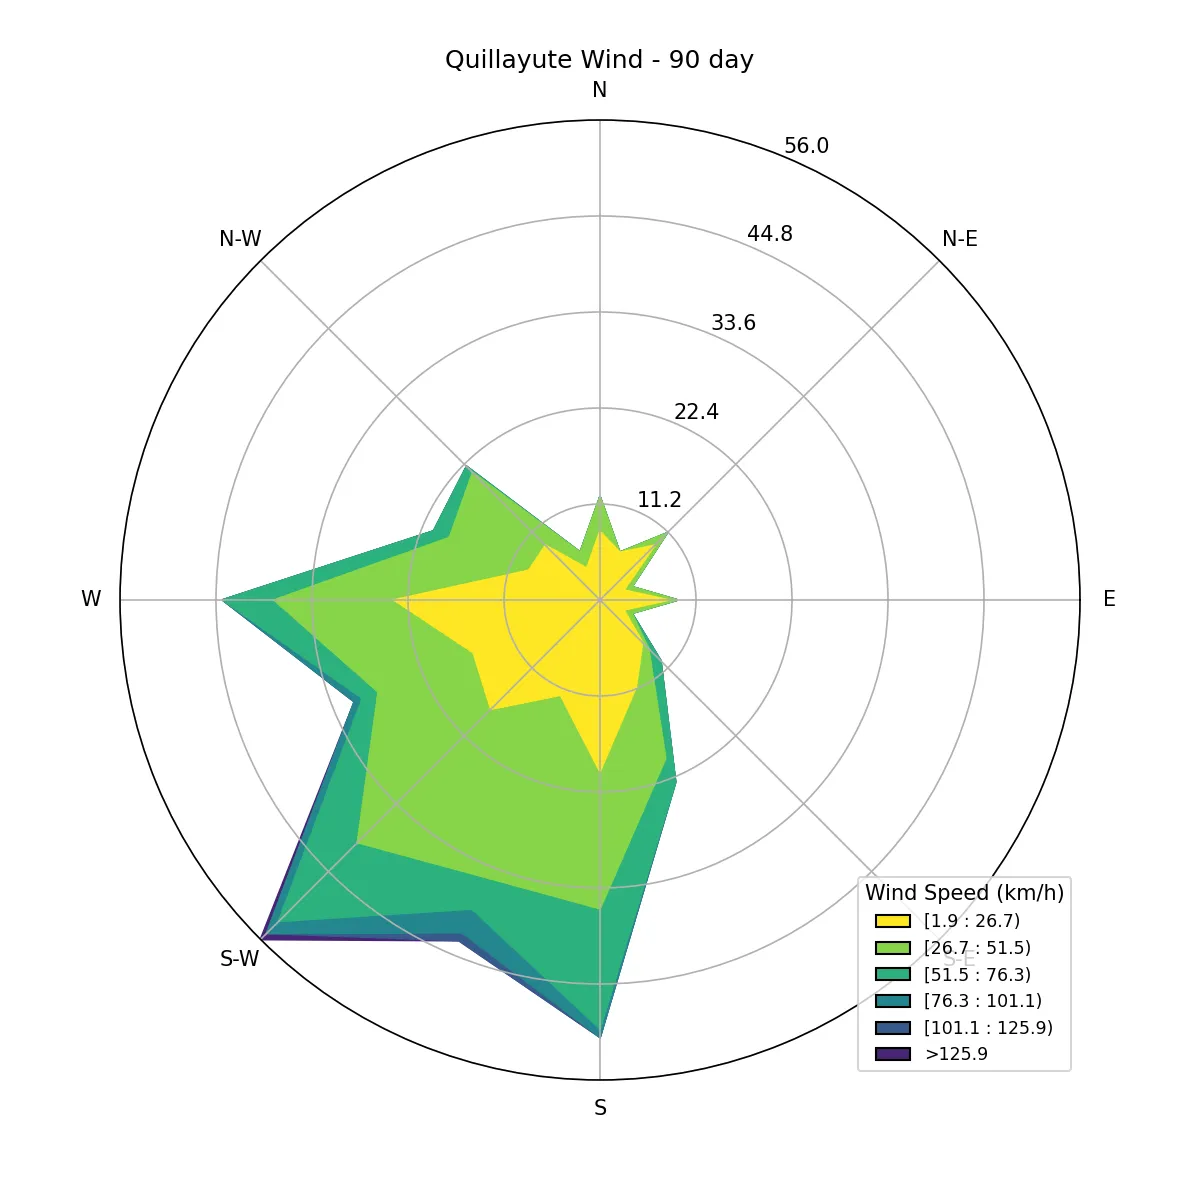 Quillayute Wind - 90 day
N
56.0
44.8
N-W
N-E
33.6
22.4
11.2
W
E
Wind Speed (km/h)
[1.9 : 26.7)
[26.7 : 51.5)
S-W
S-E
[51.5 : 76.3)
[76.3 : 101.1)
[101.1 : 125.9)
>125.9
S